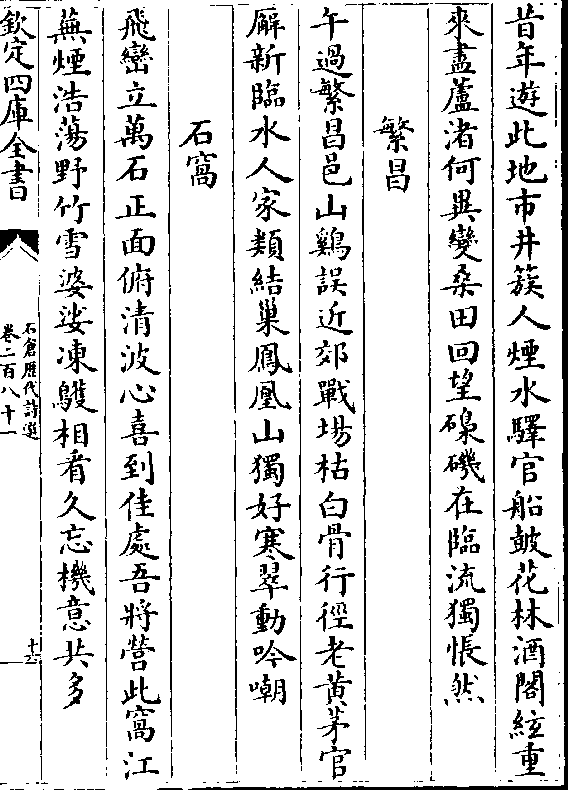 昔年遊此地市井簇人煙水驛官船鼓花林酒閣絃重
來盡蘆渚何異變桑田回望磯在臨流獨悵然
繁昌
午過繁昌邑山鷄誤近郊戰場枯白骨行徑老黄茅官
廨新臨水人家類結巢鳳凰山獨好寒翠動吟嘲
石窩
飛巒立萬石正面俯清波心喜到佳處吾將營此窩江
蕪煙浩蕩野竹雪婆娑凍鸌相看久忘機意共多
欽定四庫全書
石倉歴代詩選
卷二百八十一